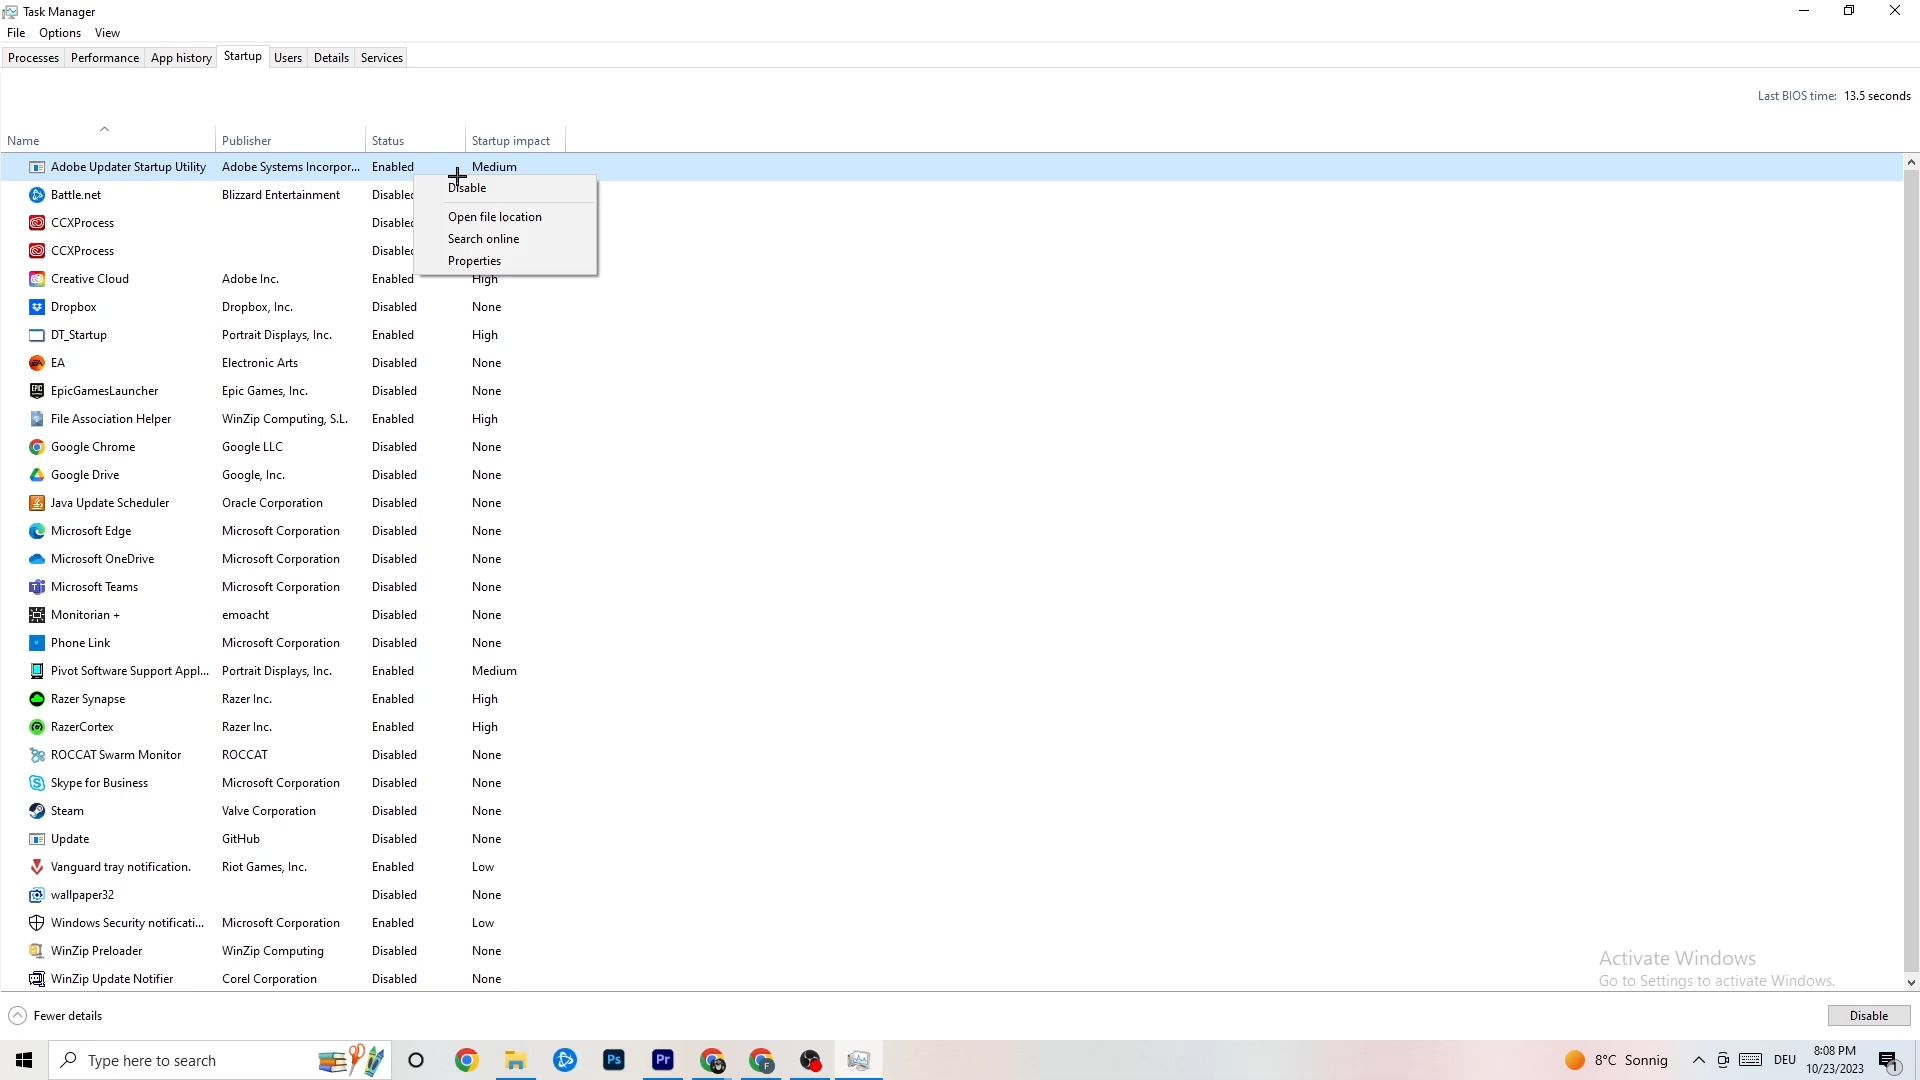 Task Manager
File Options View
Processes Performance App history Startup Users Details Services
Last BIOS time: 13.5 seconds
Name Publisher Status Startup impact
Adobe Updater Startup Utility Adobe Systems Incorpor... Enabled Medium
Battle.net Blizzard Entertainment Disabled
CCXProcess Disabled
CCXProcess Disabled
Disable
Open file location
Search online
Properties
Creative Cloud Adobe Inc. Enabled High
Dropbox Dropbox, Inc. Disabled None
DT_Startup Portrait Displays, Inc. Enabled High
EA Electronic Arts Disabled None
EpicGamesLauncher Epic Games, Inc. Disabled None
File Association Helper WinZip Computing, S.L. Enabled High
Google Chrome Google LLC Disabled None
Google Drive Google, Inc. Disabled None
Java Update Scheduler Oracle Corporation Disabled None
Microsoft Edge Microsoft Corporation Disabled None
Microsoft OneDrive Microsoft Corporation Disabled None
Microsoft Teams Microsoft Corporation Disabled None
Monitorian + emoacht Disabled None
Phone Link Microsoft Corporation Disabled None
Pivot Software Support Appl... Portrait Displays, Inc. Enabled Medium
Razer Synapse Razer Inc. Enabled High
RazerCortex Razer Inc. Enabled High
ROCCAT Swarm Monitor ROCCAT Disabled None
Skype for Business Microsoft Corporation Disabled None
Steam Valve Corporation Disabled None
Update GitHub Disabled None
Vanguard tray notification. Riot Games, Inc. Enabled Low
wallpaper32 Disabled None
Windows Security notificati... Microsoft Corporation Enabled Low
WinZip Preloader WinZip Computing Disabled None
WinZip Update Notifier Corel Corporation Disabled None
Activate Windows
Go to Settings to activate Windows.
Fewer details Disable
Type here to search Ps Pr F 8°C Sonnig DEU 8:08 PM 1
10/23/2023